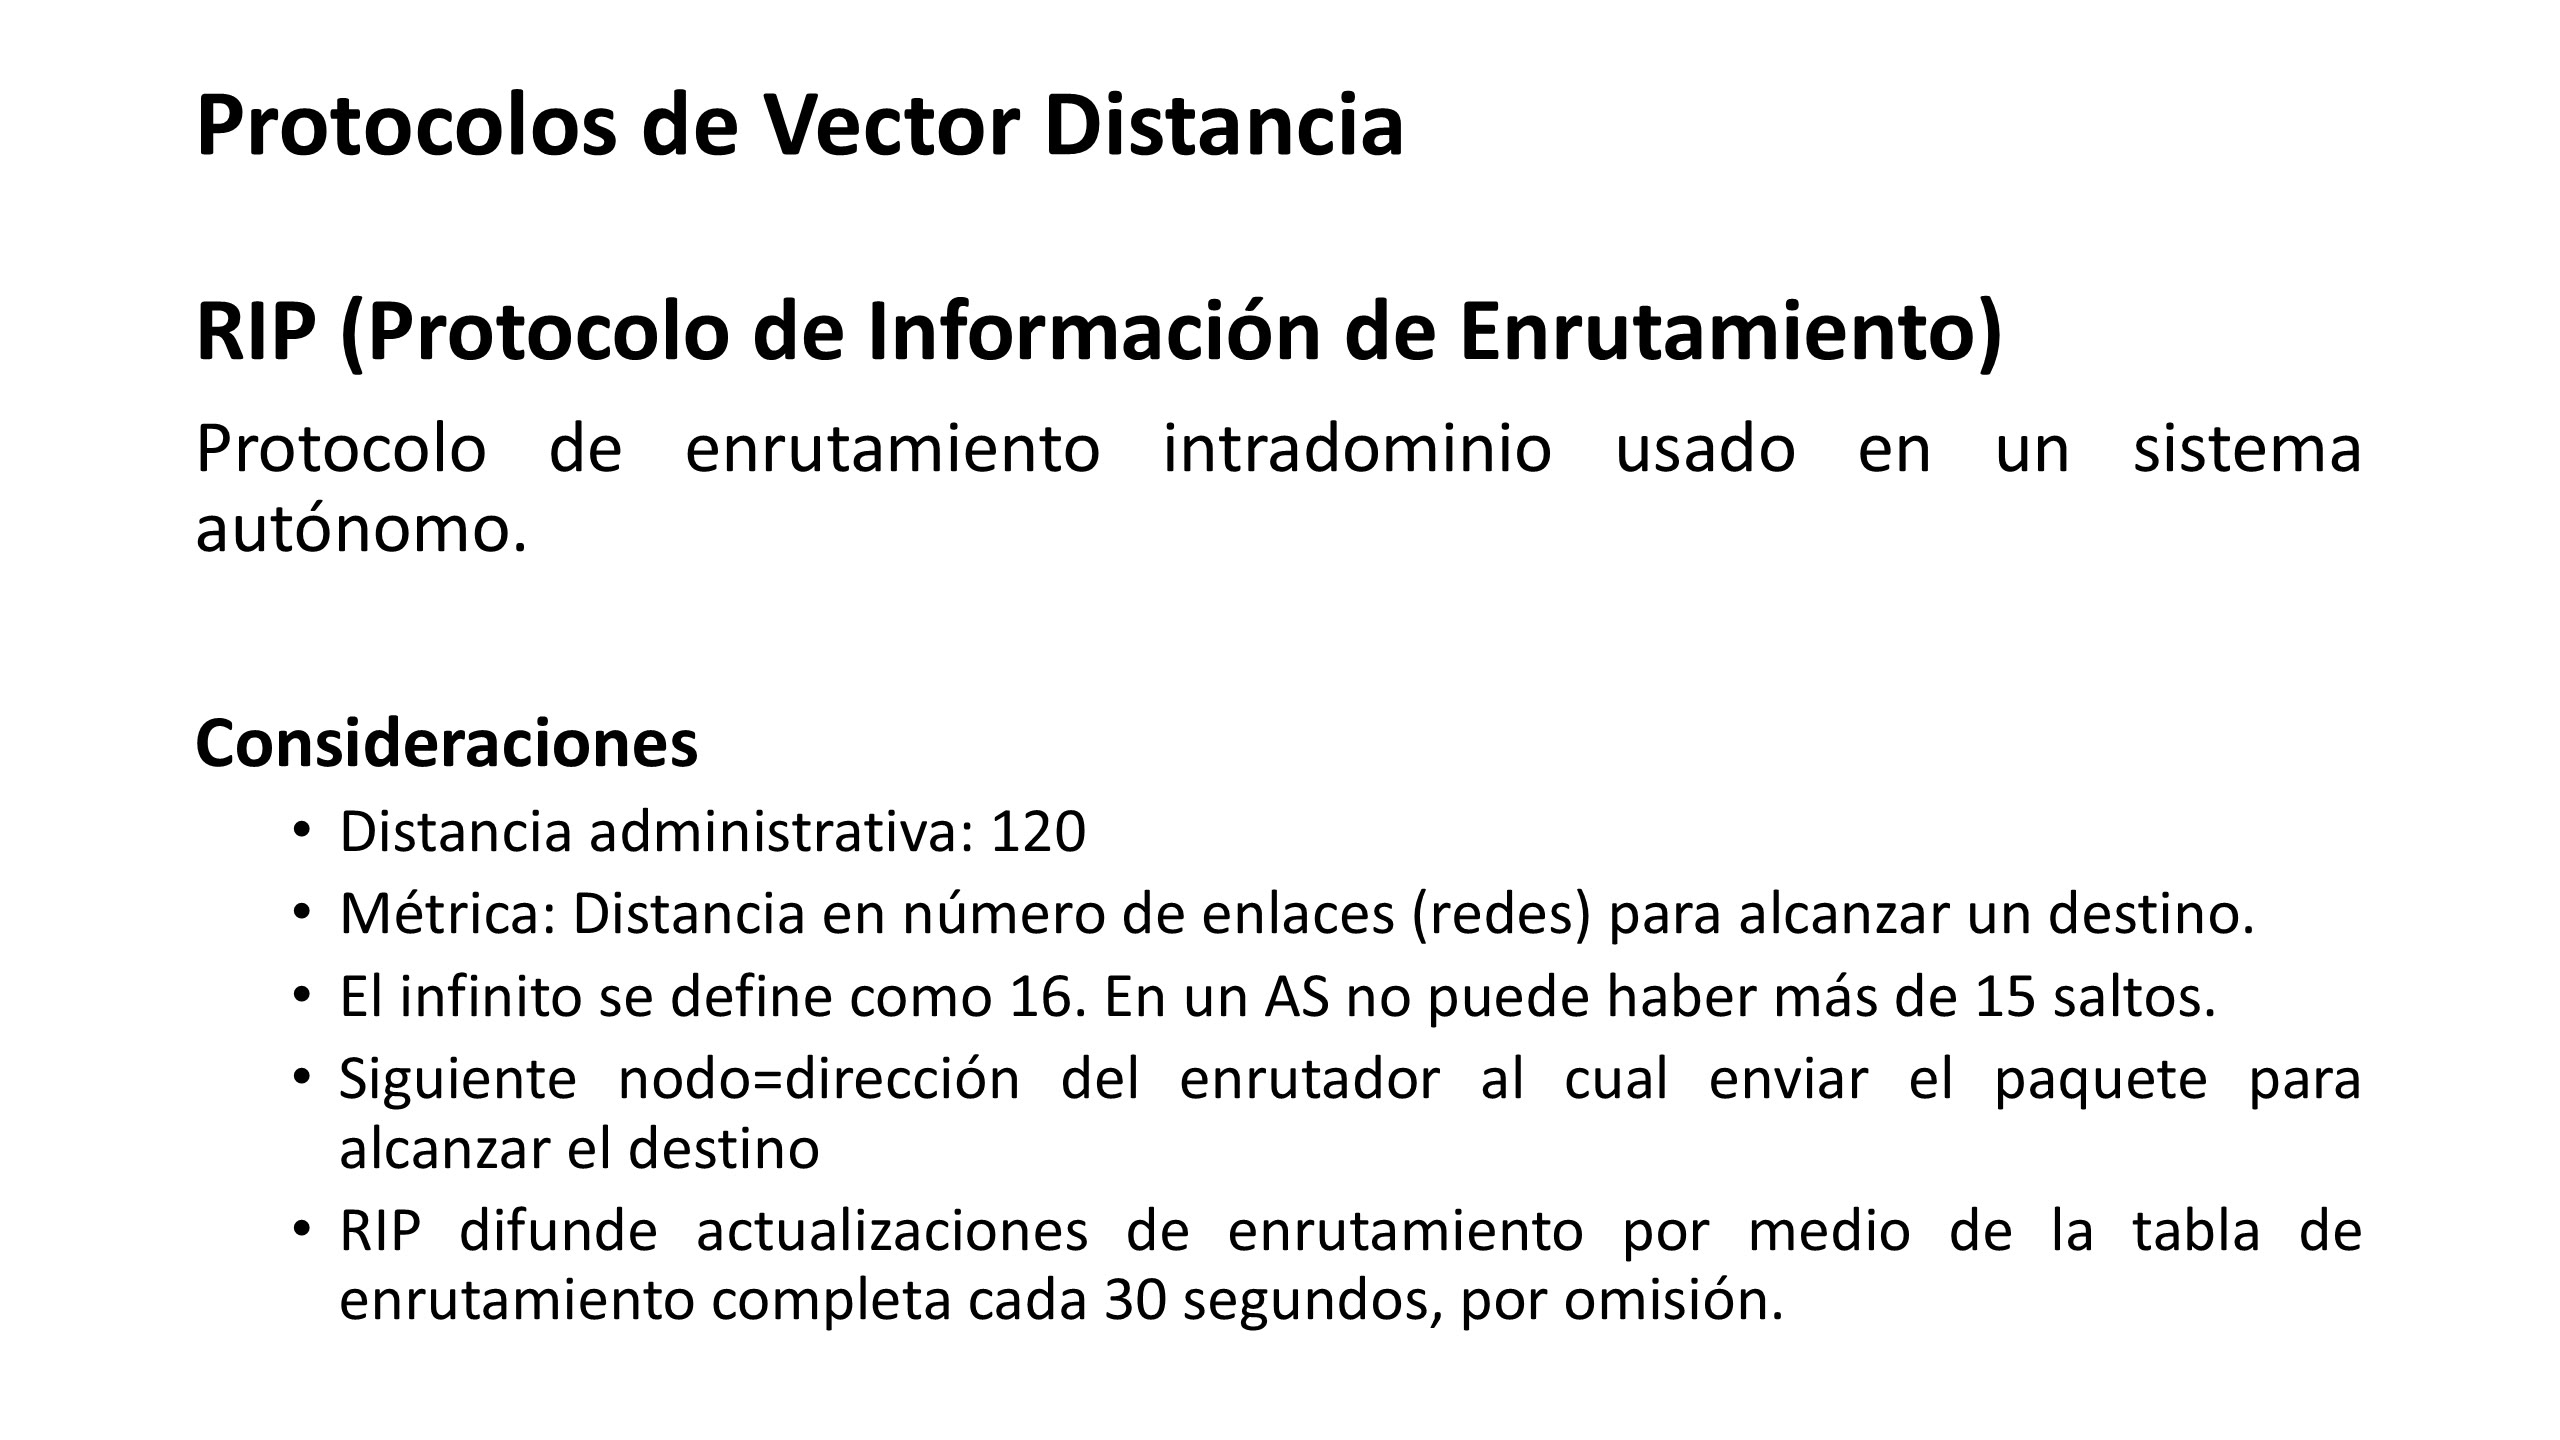 Protocolos de Vector Distancia
RIP (Protocolo de Información de Enrutamiento)
Protocolo de enrutamiento intradominio usado en un sistema
autónomo.
Consideraciones
• Distancia administrativa: 120
• Métrica: Distancia en número de enlaces (redes) para alcanzar un destino.
• El infinito se define como 16. En un AS no puede haber más de 15 saltos.
• Siguiente nodo=dirección del enrutador al cual enviar el paquete para
alcanzar el destino
• RIP difunde actualizaciones de enrutamiento por medio de la tabla de
enrutamiento completa cada 30 segundos, por omisión.